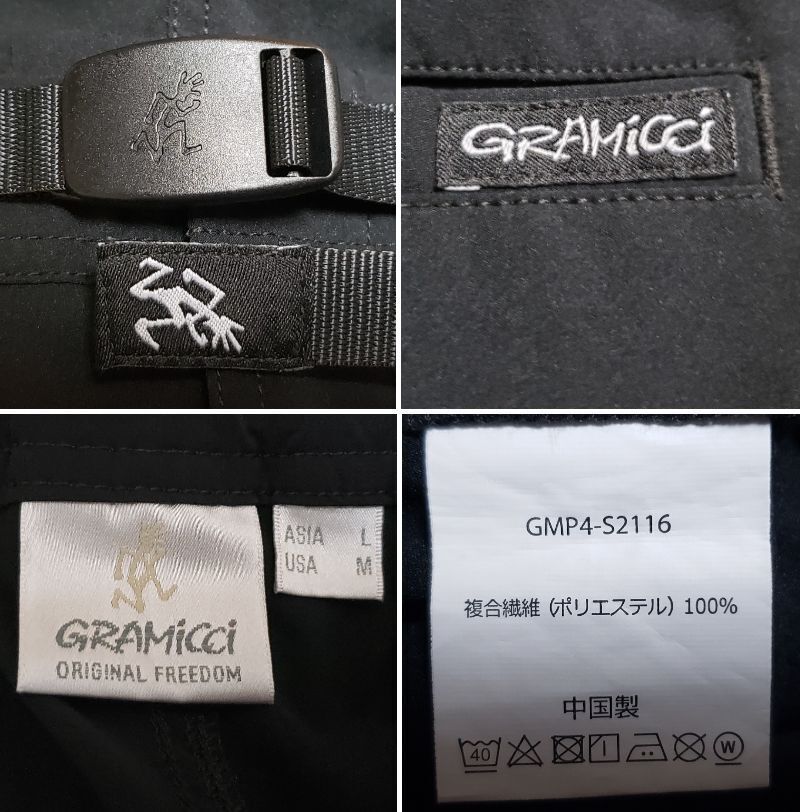 GRAMiCCi
GRAMiCCi
ORIGINAL FREEDOM
ASIA L
USA M
GMP4-S2116
複合繊維（ポリエステル）100%
中国製
40
W